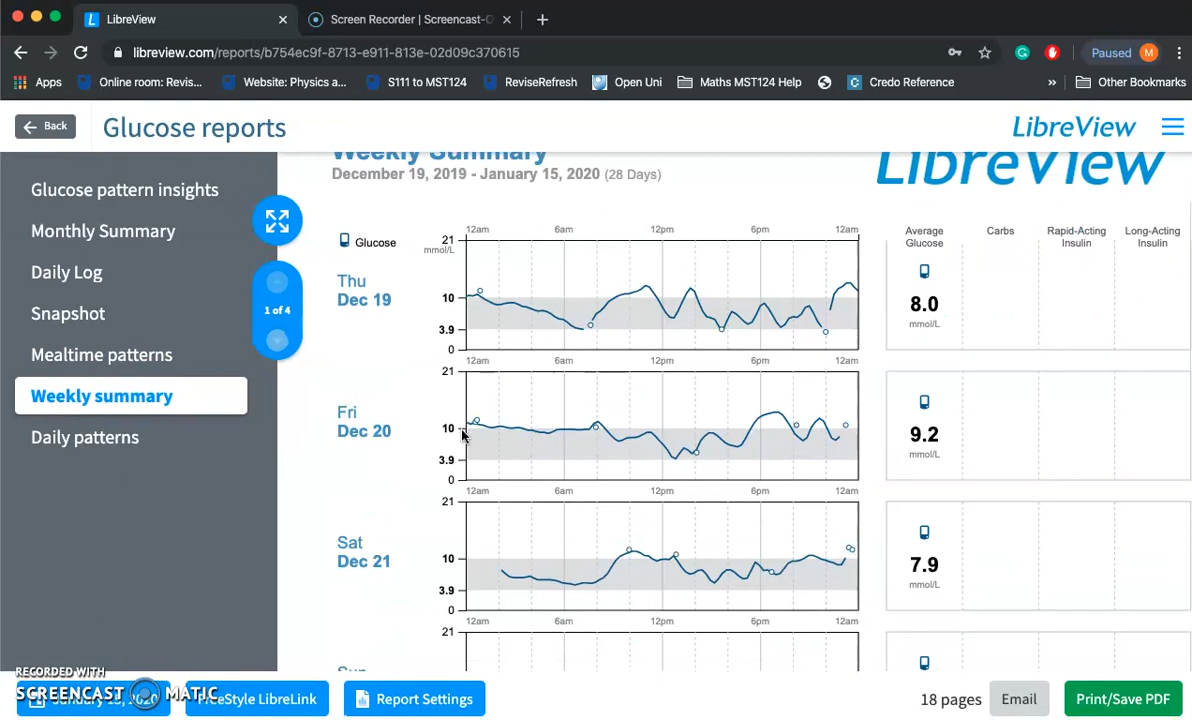 LibreView
Screen Recorder | Screencast-O
libreview.com/reports/b754ec9f-8713-e911-813e-02d09c370615
Paused
M
Apps
Online room: Revis...
Website: Physics a...
S111 to MST124
ReviseRefresh
Open Uni
Maths MST124 Help
Credo Reference
»
Other Bookmarks
Back
Glucose reports
LibreView
Glucose pattern insights
Monthly Summary
Daily Log
Snapshot
Mealtime patterns
Weekly summary
Daily patterns
1 of 4
Weekly Summary
December 19, 2019 - January 15, 2020 (28 Days)
LibreView
Glucose
mmol/L
12am 6am 12pm 6pm 12am
Average Glucose
Carbs
Rapid-Acting Insulin
Long-Acting Insulin
Thu
Dec 19
21
10
3.9
0
8.0
mmol/L
12am 6am 12pm 6pm 12am
Fri
Dec 20
21
10
3.9
0
9.2
mmol/L
12am 6am 12pm 6pm 12am
Sat
Dec 21
21
10
3.9
0
7.9
mmol/L
12am 6am 12pm 6pm 12am
21
Sun
RECORDED WITH
SCREENCAST MATIC
January 15, 2020
FreeStyle LibreLink
Report Settings
18 pages
Email
Print/Save PDF